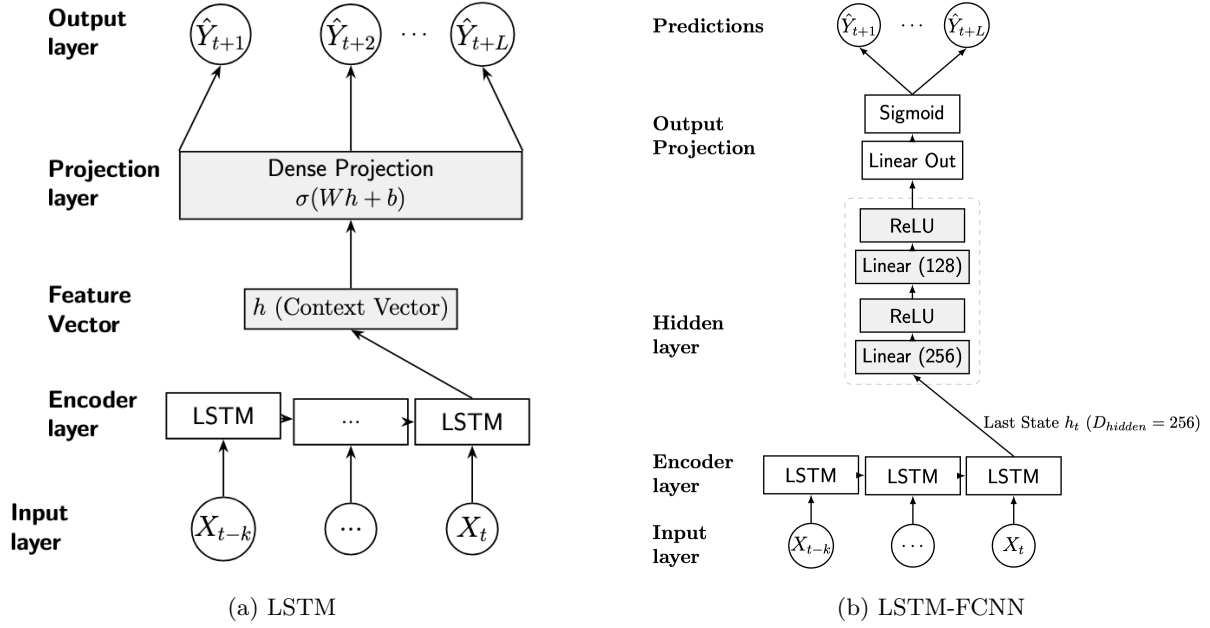 Output
layer
Ŷ_{t+1}
Ŷ_{t+2}
⋯
Ŷ_{t+L}
Projection
layer
Dense Projection
σ(Wh + b)
Feature
Vector
h (Context Vector)
Encoder
layer
LSTM
...
LSTM
Input
layer
X_{t−k}
...
X_t
(a) LSTM
Predictions
Ŷ_{t+1}
⋯
Ŷ_{t+L}
Output
Projection
Sigmoid
Linear Out
Hidden
layer
ReLU
Linear (128)
ReLU
Linear (256)
Last State h_t (D_{hidden} = 256)
Encoder
layer
LSTM
LSTM
LSTM
Input
layer
X_{t−k}
⋯
X_t
(b) LSTM-FCNN